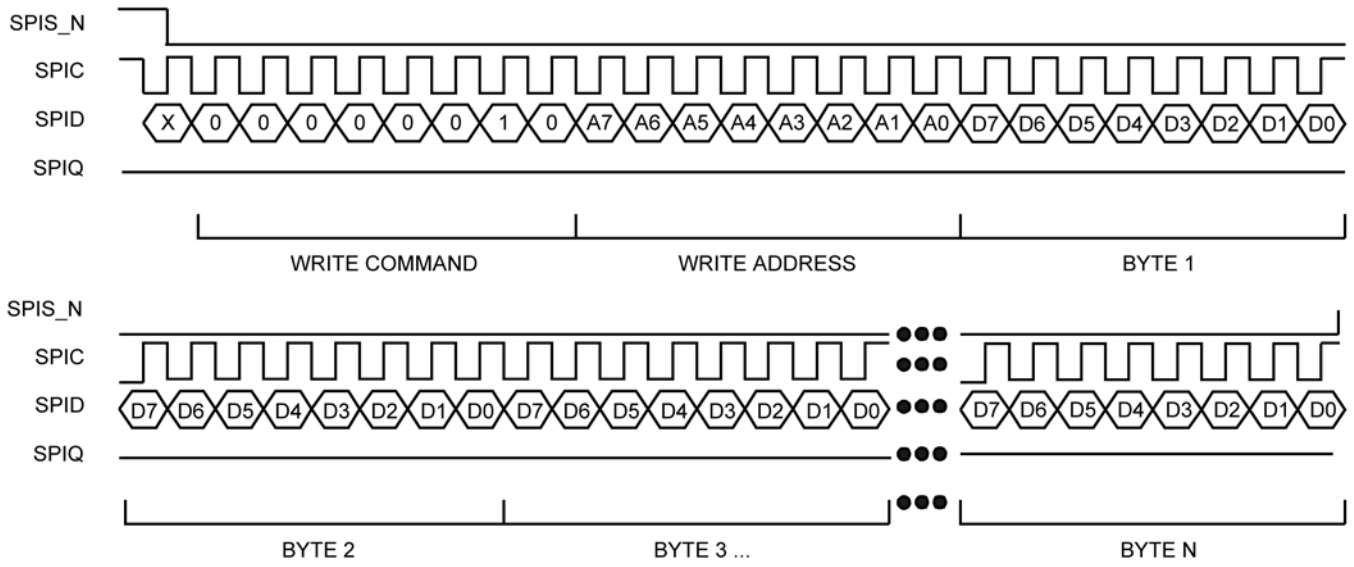 SPIS_N
SPIC
SPID X 0 0 0 0 0 0 1 0 A7 A6 A5 A4 A3 A2 A1 A0 D7 D6 D5 D4 D3 D2 D1 D0
SPIQ
WRITE COMMAND WRITE ADDRESS BYTE 1
SPIS_N
SPIC
SPID D7 D6 D5 D4 D3 D2 D1 D0 D7 D6 D5 D4 D3 D2 D1 D0 D7 D6 D5 D4 D3 D2 D1 D0
SPIQ
BYTE 2 BYTE 3 ... BYTE N